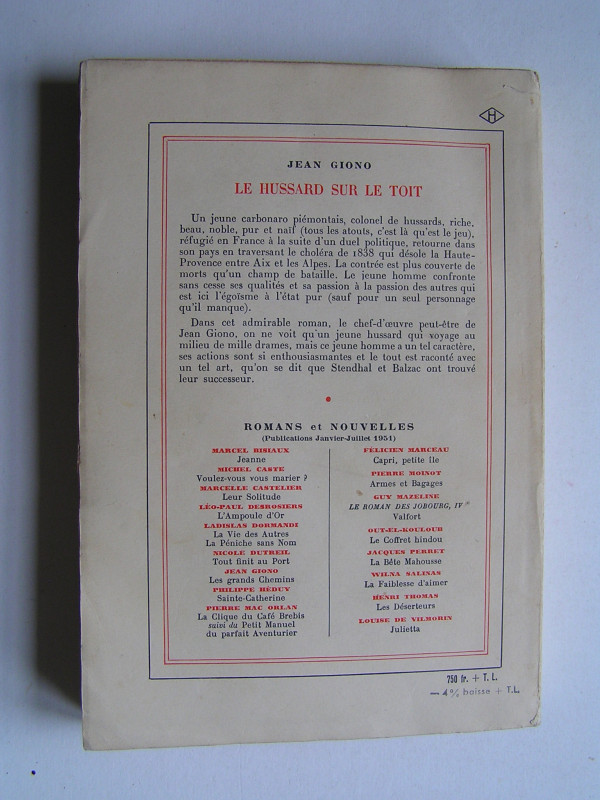 H
JEAN GIONO
LE HUSSARD SUR LE TOIT
Un jeune carbonaro piémontais, colonel de hussards, riche,
beau, noble, pur et naïf (tous les atouts, c'est là qu'est le jeu),
réfugié en France à la suite d'un duel politique, retourne dans
son pays en traversant le choléra de 1838 qui désole la Haute-
Provence entre Aix et les Alpes. La contrée est plus couverte de
morts qu'un champ de bataille. Le jeune homme confronte
sans cesse ses qualités et sa passion à la passion des autres qui
est ici l'égoïsme à l'état pur (sauf pour un seul personnage
qu'il manque).
Dans cet admirable roman, le chef-d'œuvre peut-être de
Jean Giono, on ne voit qu'un jeune hussard qui voyage au
milieu de mille drames, mais ce jeune homme a un tel caractère,
ses actions sont si enthousiasmantes et le tout est raconté avec
un tel art, qu'on se dit que Stendhal et Balzac ont trouvé
leur successeur.
ROMANS et NOUVELLES
(Publications Janvier-Juillet 1951)
MARCEL BISIAUX
Jeanne
MICHEL CASTE
Voulez-vous vous marier ?
MARCELLE CASTELIER
Leur Solitude
LÉO-PAUL DESROSIERS
L'Ampoule d'Or
LADISLAS DORMANDI
La Vie des Autres
La Péniche sans Nom
NICOLE DUTREIL
Tout finit au Port
JEAN GIONO
Les grands Chemins
PHILIPPE HÉDUY
Sainte-Catherine
PIERRE MAC ORLAN
La Clique du Café Brebis
suivi du Petit Manuel
du parfait Aventurier
FÉLICIEN MARCEAU
Capri, petite île
PIERRE MOINOT
Armes et Bagages
GUY MAZELINE
LE ROMAN DES JOBOURG, IV
Valfort
OUT-EL-KOULOUB
Le Coffret hindou
JACQUES PERRET
La Bête Mahousse
WILNA SALINAS
La Faiblesse d'aimer
HENRI THOMAS
Les Déserteurs
LOUISE DE VILMORIN
Julietta
750 fr. + T. L.
— 4% baisse + T.L.